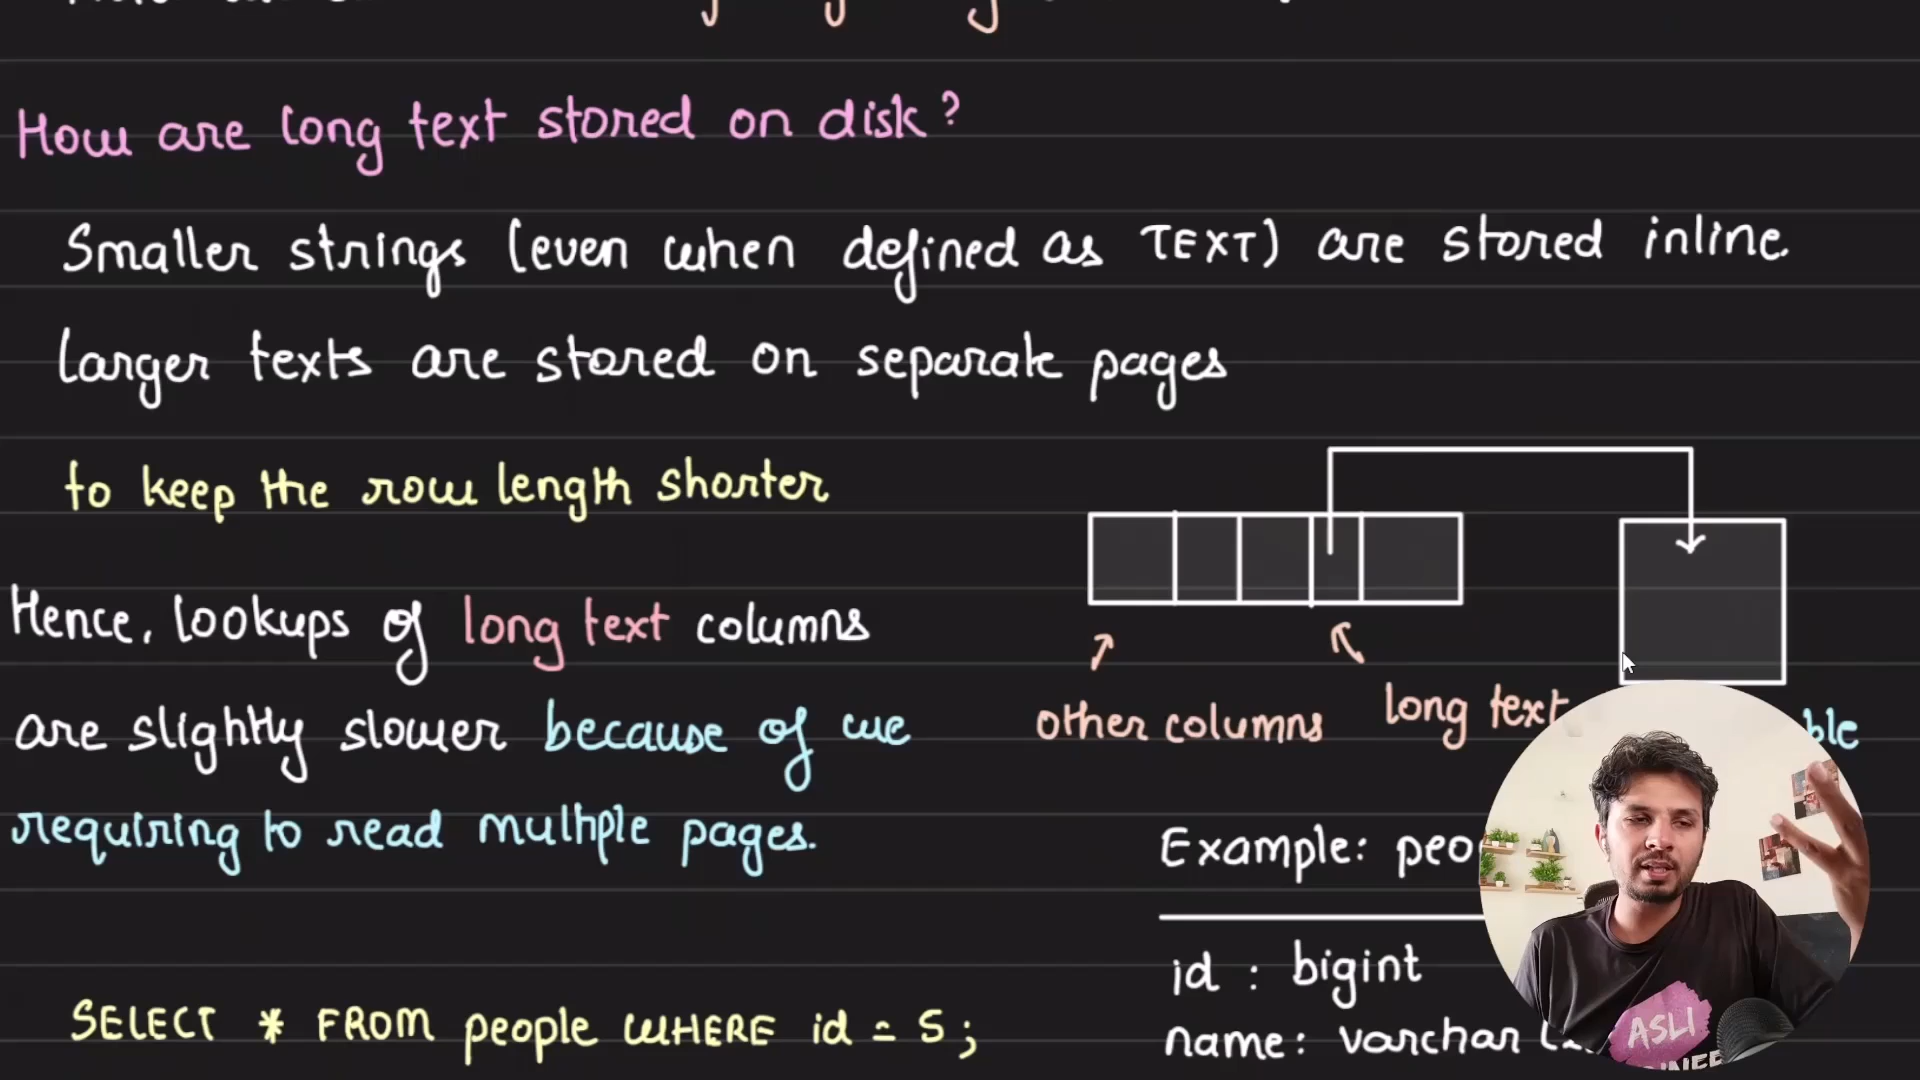 How are long text stored on disk?
Smaller strings (even when defined as TEXT) are stored inline.
larger texts are stored on separate pages
to keep the row length shorter
Hence, lookups of long text columns
are slightly slower because of we
requiring to read multiple pages.
other columns
long text
Example:
id : bigint
name: varchar
SELECT * FROM people WHERE id = 5;
ASLI